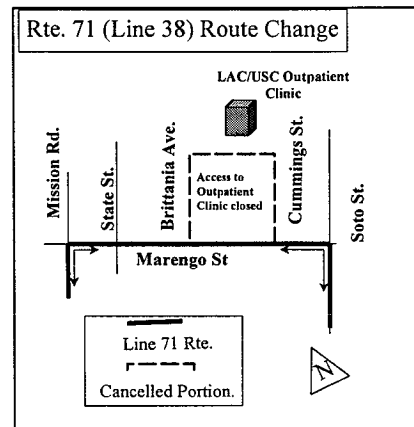 Rte. 71 (Line 38) Route Change
LAC/USC Outpatient
Clinic
Mission Rd.
State St.
Brittania Ave.
Access to
Outpatient
Clinic closed
Cummings St.
Soto St.
Marengo St
Line 71 Rte.
Cancelled Portion.
N